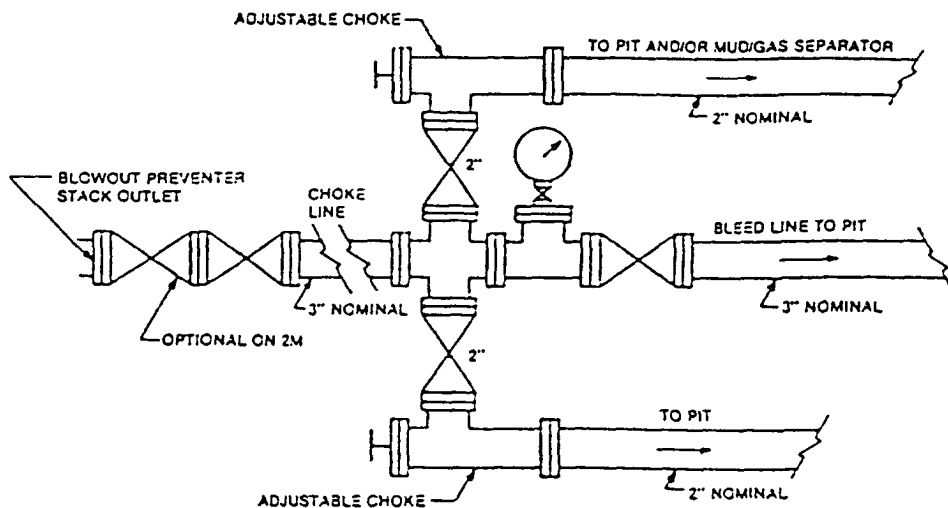 ADJUSTABLE CHOKE
TO PIT AND/OR MUD/GAS SEPARATOR
2" NOMINAL
2"
BLOWOUT PREVENTER
STACK OUTLET
CHOKE
LINE
BLEED LINE TO PIT
3" NOMINAL
3" NOMINAL
OPTIONAL ON 2M
2"
TO PIT
ADJUSTABLE CHOKE
2" NOMINAL